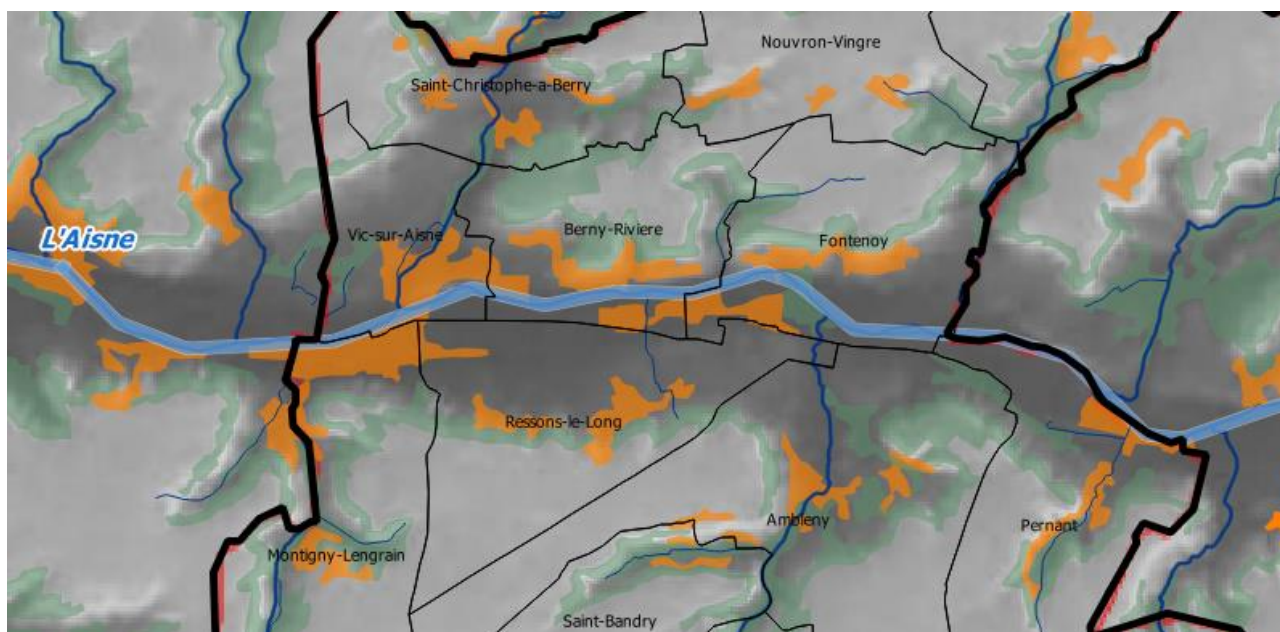 Nouvron-Vingre
Saint-Christophe-a-Berry
L'Aisne
Vic-sur-Aisne
Berny-Riviere
Fontenoy
Ressons-le-Long
Ambleny
Pernant
Montigny-Lengrain
Saint-Bandry